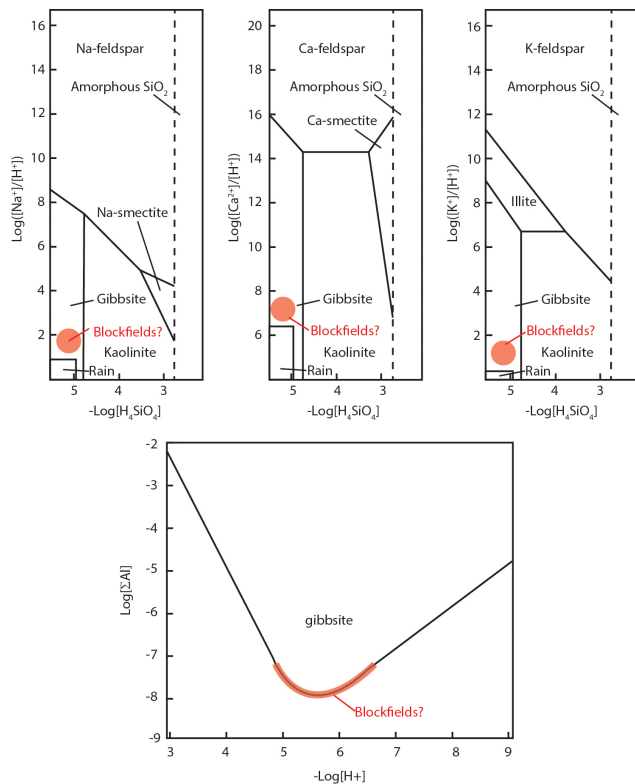 16
14
12
10
8
6
4
2
5
4
3
Log([Na+]/[H+])
-Log[H4SiO4]
Na-feldspar
Amorphous SiO2
Na-smectite
Gibbsite
Blockfields?
Kaolinite
Rain
20
18
16
14
12
10
8
6
5
4
3
Log([Ca2+]/[H+])
-Log[H4SiO4]
Ca-feldspar
Amorphous SiO2
Ca-smectite
Gibbsite
Blockfields?
Kaolinite
Rain
16
14
12
10
8
6
4
2
5
4
3
Log([K+]/[H+])
-Log[H4SiO4]
K-feldspar
Amorphous SiO2
Illite
Gibbsite
Blockfields?
Kaolinite
Rain
-2
-3
-4
-5
-6
-7
-8
-9
Log[ΣAl]
gibbsite
Blockfields?
3 4 5 6 7 8 9
-Log[H+]